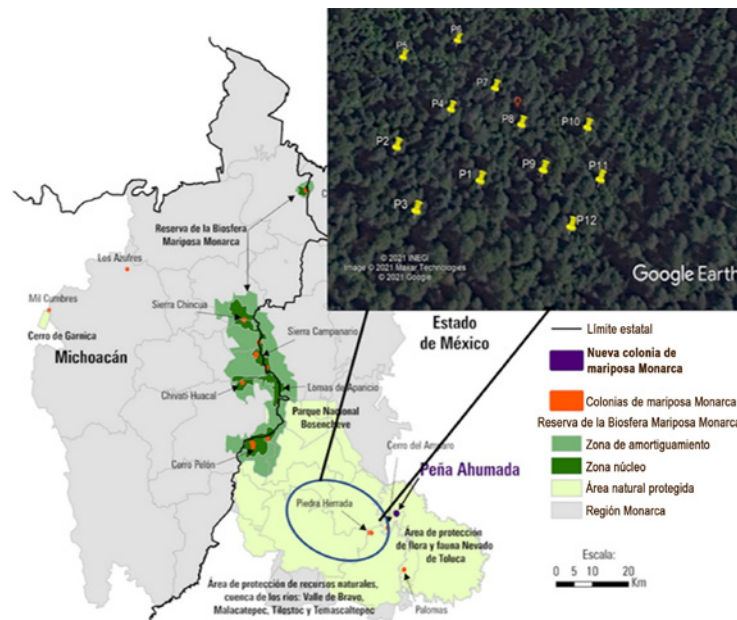 P6
P5
P7
P4
P8
P10
P2
P9
P11
P1
P3
P12
© 2021 INEGI
Image © 2021 Maxar Technologies
© 2021 Google
Google Earth
Reserva de la Biosfera
Mariposa Monarca
Los Azufres
Mil Cumbres
Cerro de Garnica
Michoacán
Sierra Chincua
Sierra Campanario
Estado
de México
Chivati-Huacal
Lomas de Aparicio
Parque Nacional
Bosencheve
Cerro del Amparo
Cerro Pelón
Peña Ahumada
Piedra Herrada
Área de protección
de flora y fauna Nevado
de Toluca
Área de protección de recursos naturales,
cuenca de los ríos: Valle de Bravo,
Malacatepec, Tilostoc y Temascaltepec
Palomas
Límite estatal
Nueva colonia de
mariposa Monarca
Colonias de mariposa Monarca
Reserva de la Biosfera Mariposa Monarca
Zona de amortiguamiento
Zona núcleo
Área natural protegida
Región Monarca
Escala:
0 5 10 20
Km